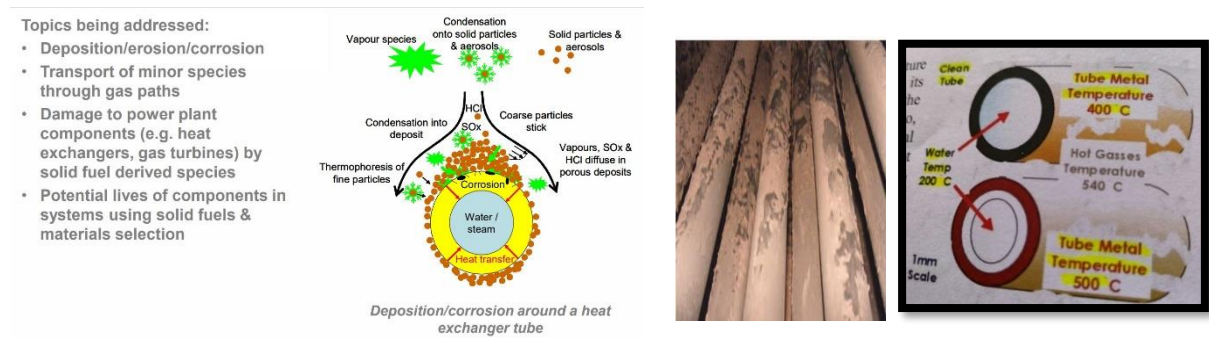 Topics being addressed:
• Deposition/erosion/corrosion
• Transport of minor species
through gas paths
• Damage to power plant
components (e.g. heat
exchangers, gas turbines) by
solid fuel derived species
• Potential lives of components in
systems using solid fuels &
materials selection
Vapour species
Condensation
onto solid particles
& aerosols
Solid particles &
aerosols
HCl
SOx
Condensation into
deposit
Coarse particles
stick
Thermophoresis of
fine particles
Vapours, SOx &
HCl diffuse in
porous deposits
Corrosion
Water /
steam
Heat transfer
Deposition/corrosion around a heat
exchanger tube
Clean
Tube
Tube Metal
Temperature
400 C
Water
Temp
200 C
Hot Gasses
Temperature
540 C
Tube Metal
Temperature
500 C
1mm
Scale